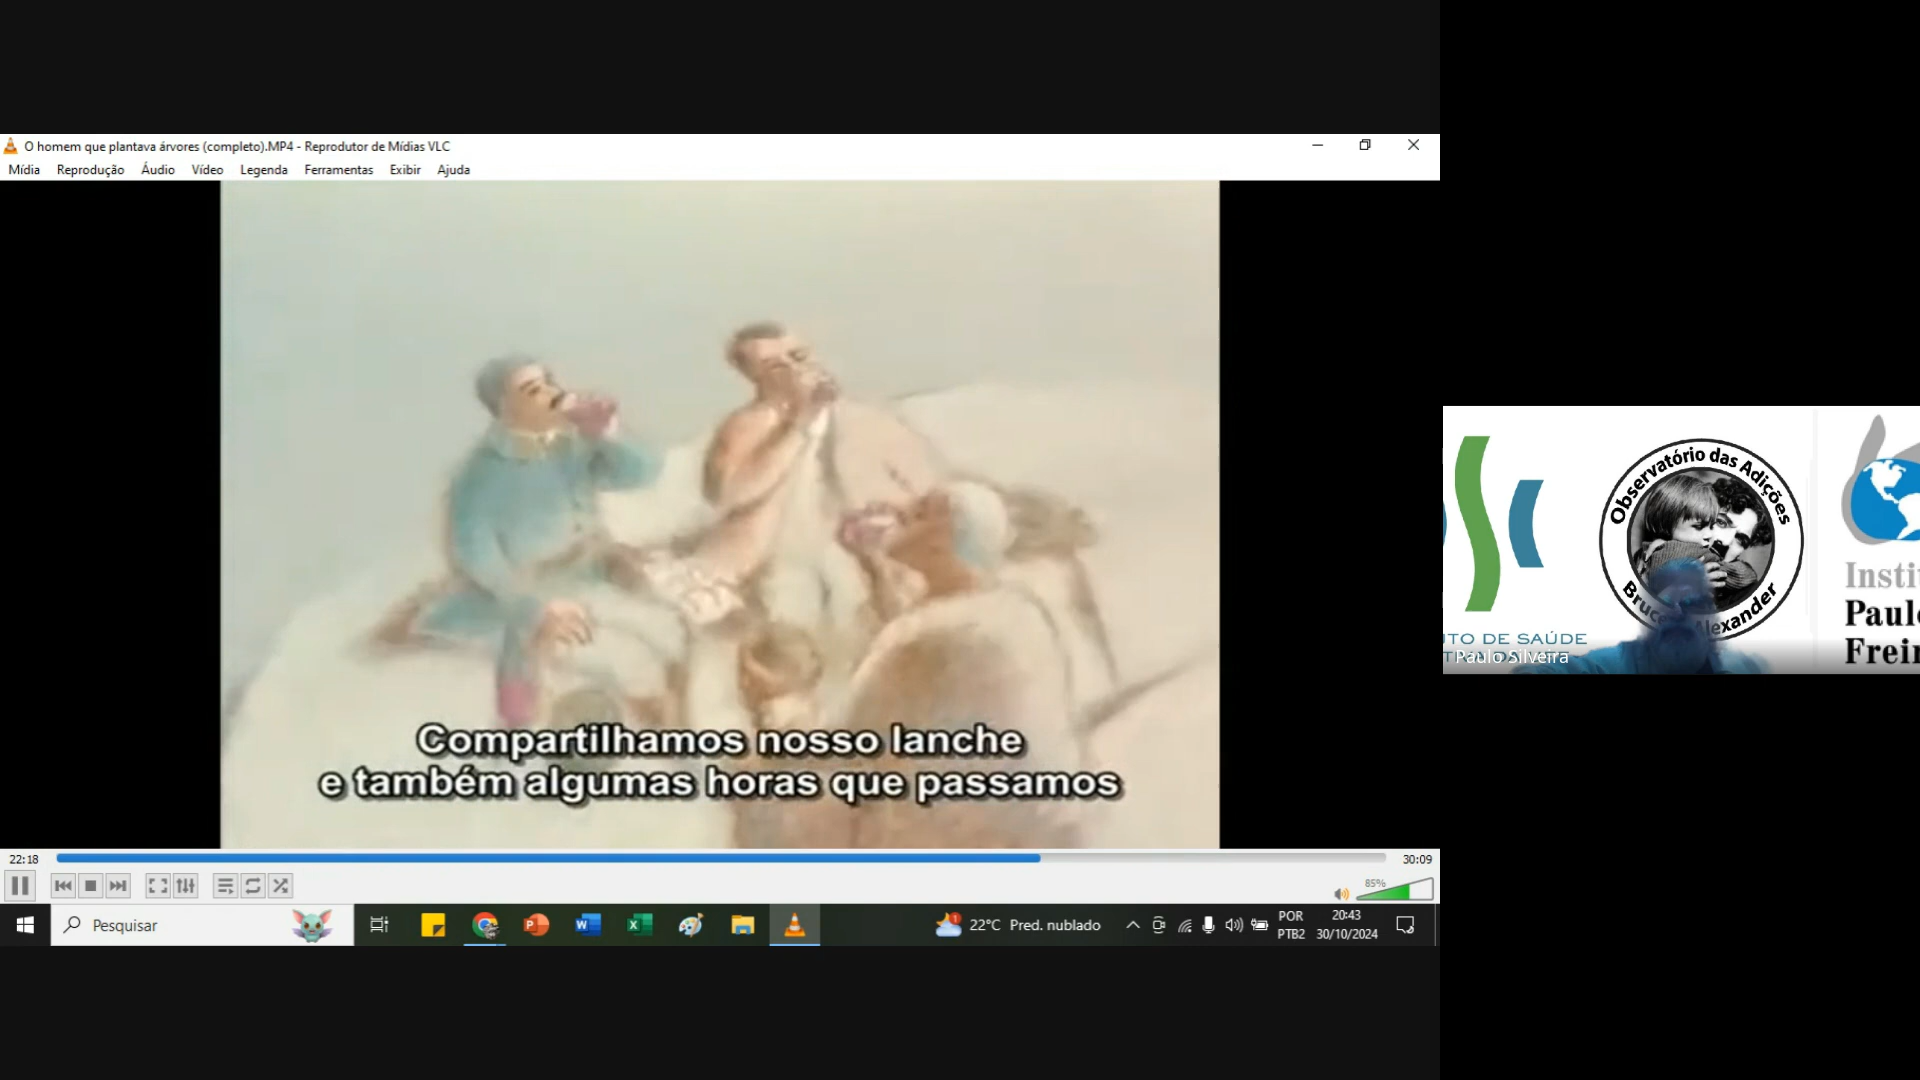 O homem que plantava árvores (completo).MP4 - Reprodutor de Mídias VLC
Mídia Reprodução Áudio Vídeo Legenda Ferramentas Exibir Ajuda
Compartilhamos nosso lanche
e também algumas horas que passamos
22:18
30:09
85%
Pesquisar
22°C Pred. nublado
POR
PTB2
20:43
30/10/2024
Observatório das Adições
Bruce Alexander
TO DE SAÚDE
Paulo Silveira
Insti
Paul
Freir